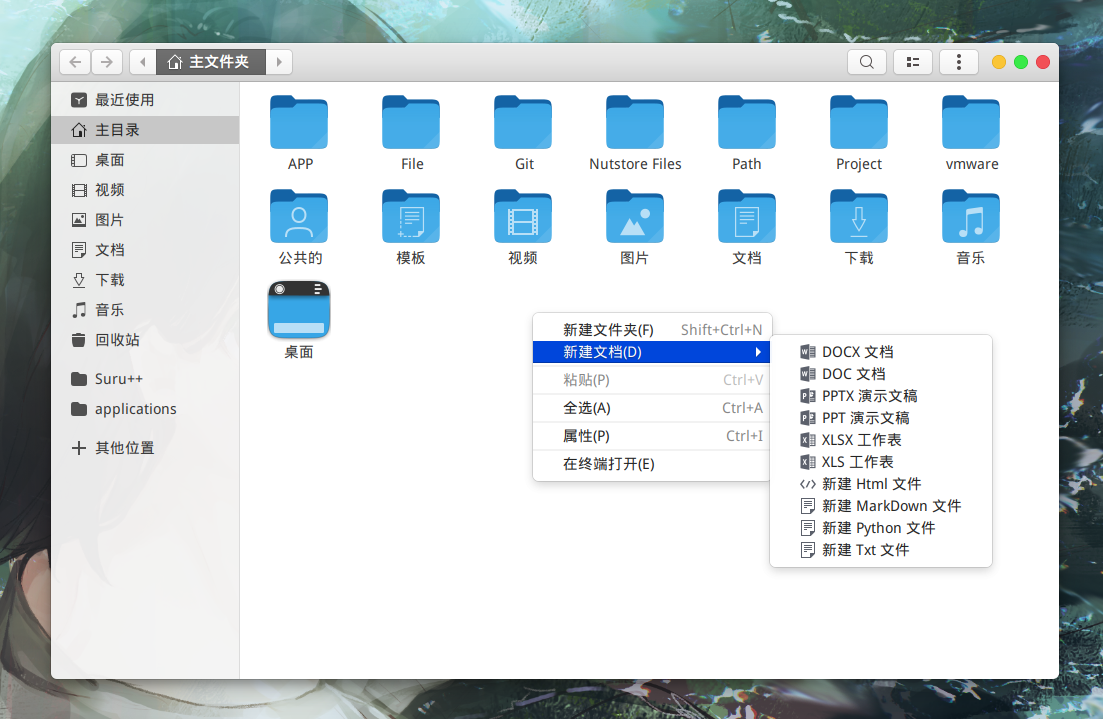 主文件夹
最近使用
主目录
桌面
视频
图片
文档
下载
音乐
回收站
Suru++
applications
其他位置
APP File Git Nutstore Files Path Project vmware
公共的 模板 视频 图片 文档 下载 音乐
桌面
新建文件夹(F) Shift+Ctrl+N
新建文档(D)
粘贴(P) Ctrl+V
全选(A) Ctrl+A
属性(P) Ctrl+I
在终端打开(E)
DOCX 文档
DOC 文档
PPTX 演示文稿
PPT 演示文稿
XLSX 工作表
XLS 工作表
新建 Html 文件
新建 MarkDown 文件
新建 Python 文件
新建 Txt 文件